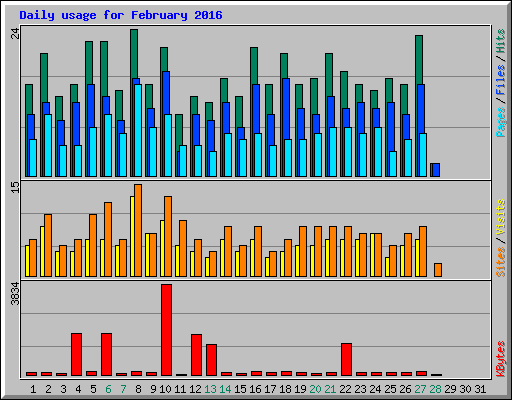 Daily usage for February 2016
24
Pages / Files / Hits
15
Sites / Visits
3834
KBytes
1 2 3 4 5 6 7 8 9 10 11 12 13 14 15 16 17 18 19 20 21 22 23 24 25 26 27 28 29 30 31